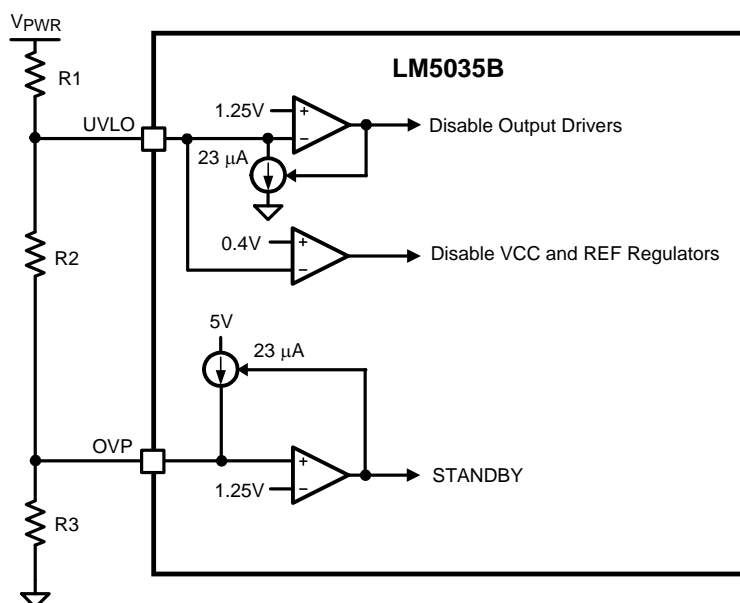 VPWR
LM5035B
R1
1.25V
+
−
UVLO
Disable Output Drivers
23 μA
R2
0.4V
+
−
Disable VCC and REF Regulators
5V
23 μA
OVP
+
−
1.25V
STANDBY
R3